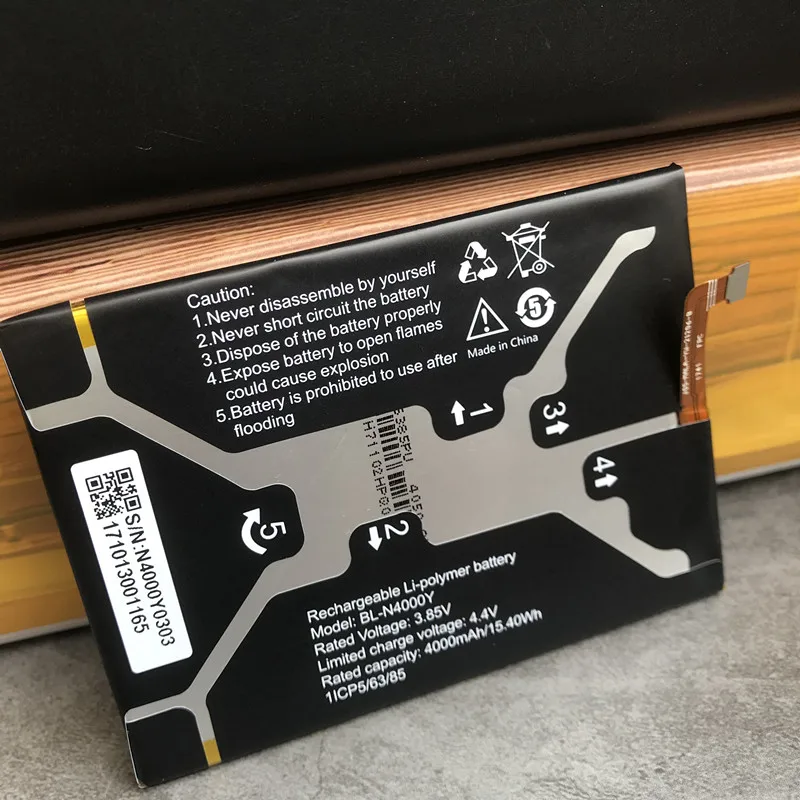 Caution:
1.Never disassemble by yourself
2.Never short circuit the battery
3.Dispose of the battery properly
4.Expose battery to open flames
could cause explosion
5.Battery is prohibited to use after
flooding
5
Made in China
1
3
4
5
2
S/N:N4000Y0303
171013001165
Rechargeable Li-polymer battery
Model: BL-N4000Y
Rated Voltage: 3.85V
Limited charge voltage: 4.4V
Rated capacity: 4000mAh/15.40Wh
1ICP5/63/85
1741 FHC